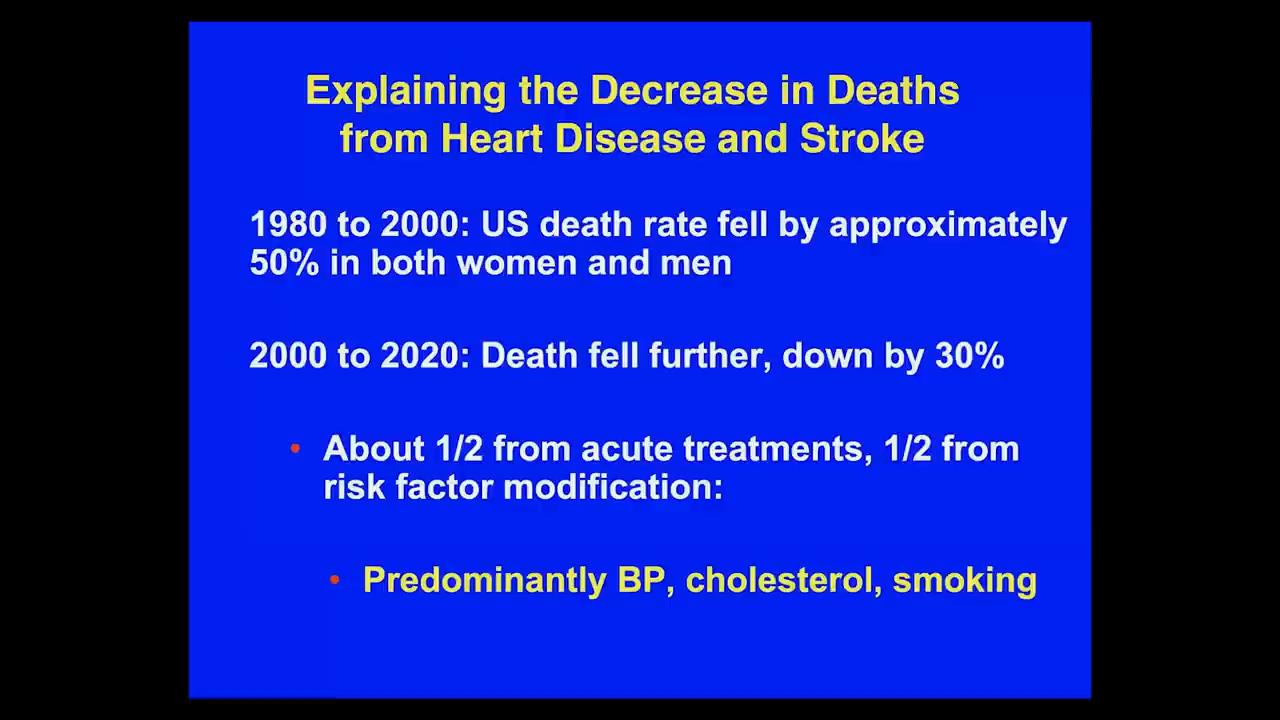 Explaining the Decrease in Deaths
from Heart Disease and Stroke
1980 to 2000: US death rate fell by approximately
50% in both women and men
2000 to 2020: Death fell further, down by 30%
• About 1/2 from acute treatments, 1/2 from
risk factor modification:
• Predominantly BP, cholesterol, smoking